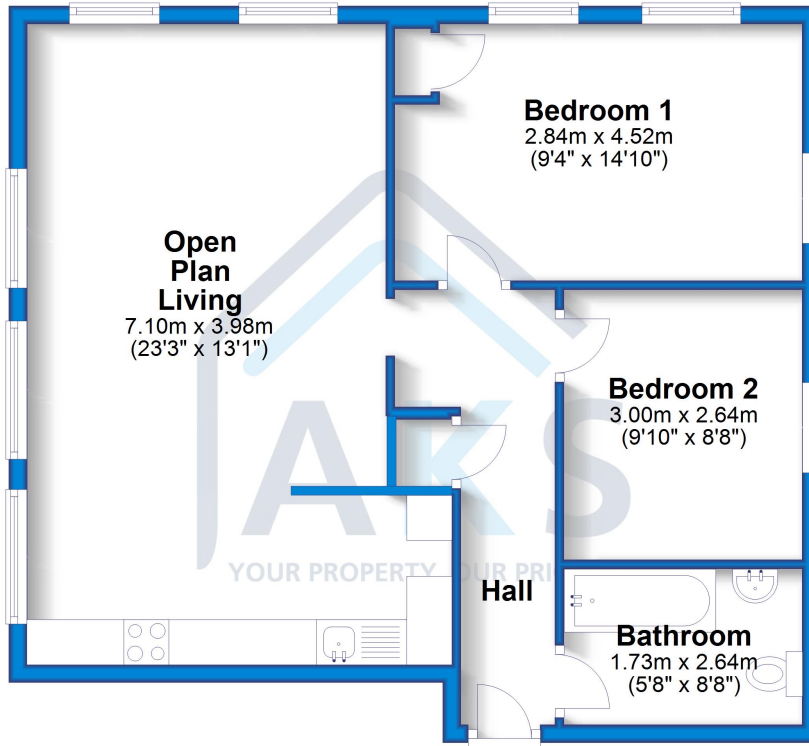 Bedroom 1
2.84m x 4.52m
(9'4" x 14'10")
Open
Plan
Living
7.10m x 3.98m
(23'3" x 13'1")
Bedroom 2
3.00m x 2.64m
(9'10" x 8'8")
AKS
YOUR PROPERTY OUR PRI
Hall
Bathroom
1.73m x 2.64m
(5'8" x 8'8")